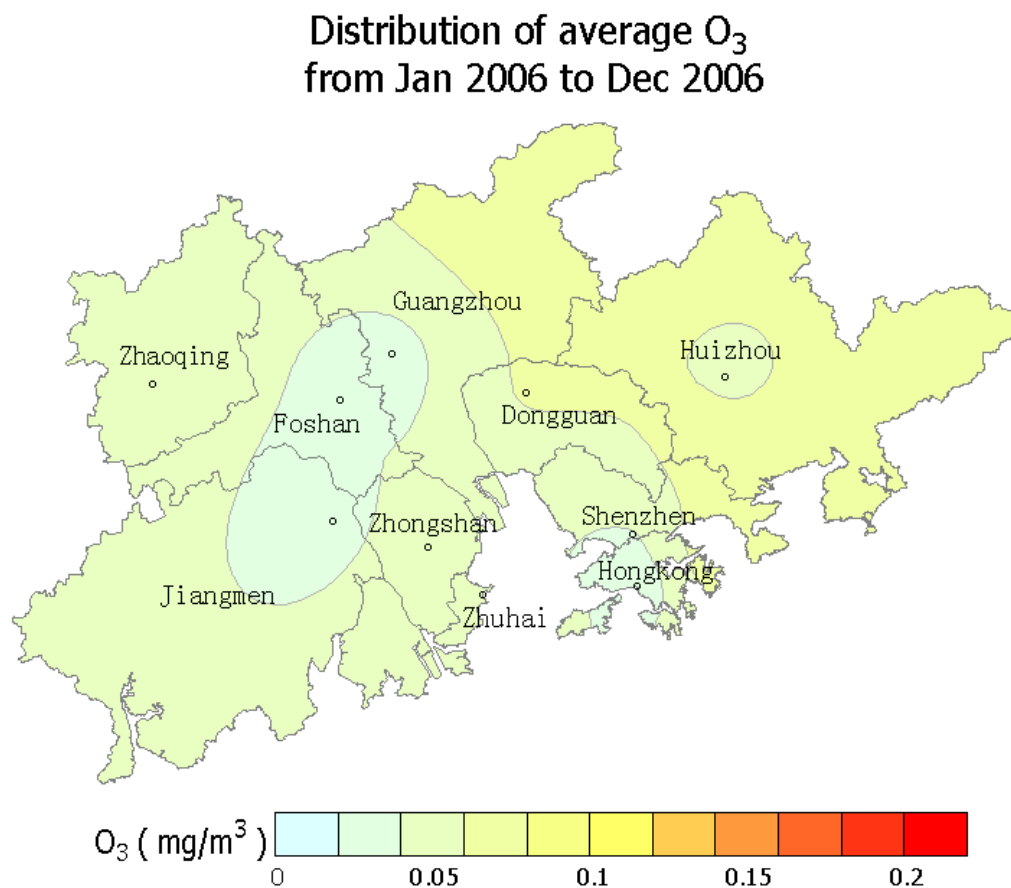 Distribution of average O₃
from Jan 2006 to Dec 2006
Guangzhou
Zhaoqing
Huizhou
Foshan
Dongguan
Zhongshan
Shenzhen
Hongkong
Jiangmen
Zhuhai
O₃ ( mg/m³ )
0 0.05 0.1 0.15 0.2